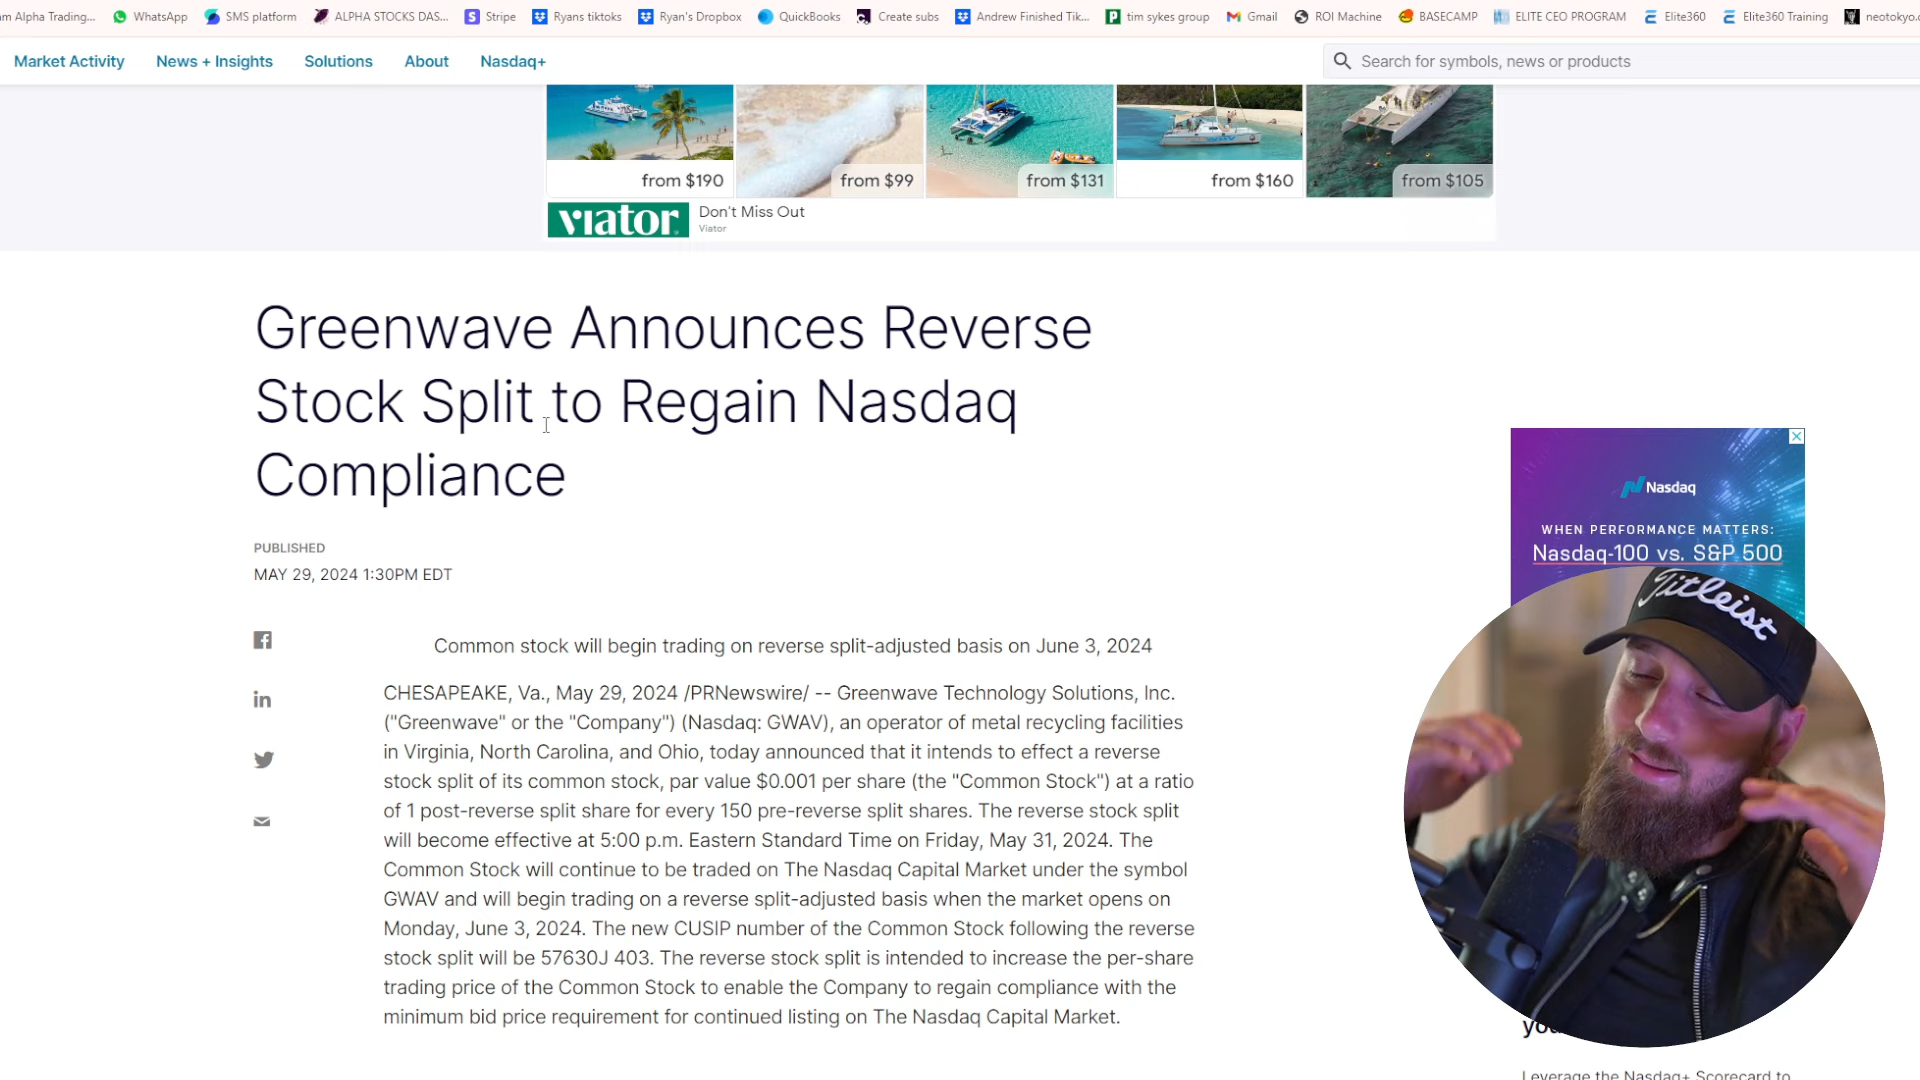 m Alpha Trading... WhatsApp SMS platform ALPHA STOCKS DAS... Stripe Ryans tiktoks Ryan's Dropbox QuickBooks Create subs Andrew Finished Tik... tim sykes group Gmail ROI Machine BASECAMP ELITE CEO PROGRAM Elite360 Elite360 Training neotokyo.c
Market Activity News + Insights Solutions About Nasdaq+ Search for symbols, news or products
from $190 from $99 from $131 from $160 from $105
viator Don't Miss Out
Viator
Greenwave Announces Reverse
Stock Split to Regain Nasdaq
Compliance
PUBLISHED
MAY 29, 2024 1:30PM EDT
Common stock will begin trading on reverse split-adjusted basis on June 3, 2024
CHESAPEAKE, Va., May 29, 2024 /PRNewswire/ -- Greenwave Technology Solutions, Inc.
("Greenwave" or the "Company") (Nasdaq: GWAV), an operator of metal recycling facilities
in Virginia, North Carolina, and Ohio, today announced that it intends to effect a reverse
stock split of its common stock, par value $0.001 per share (the "Common Stock") at a ratio
of 1 post-reverse split share for every 150 pre-reverse split shares. The reverse stock split
will become effective at 5:00 p.m. Eastern Standard Time on Friday, May 31, 2024. The
Common Stock will continue to be traded on The Nasdaq Capital Market under the symbol
GWAV and will begin trading on a reverse split-adjusted basis when the market opens on
Monday, June 3, 2024. The new CUSIP number of the Common Stock following the reverse
stock split will be 57630J 403. The reverse stock split is intended to increase the per-share
trading price of the Common Stock to enable the Company to regain compliance with the
minimum bid price requirement for continued listing on The Nasdaq Capital Market.
Nasdaq
WHEN PERFORMANCE MATTERS:
Nasdaq-100 vs. S&P 500
Titleist
Leverage the Nasdaq+ Scorecard to